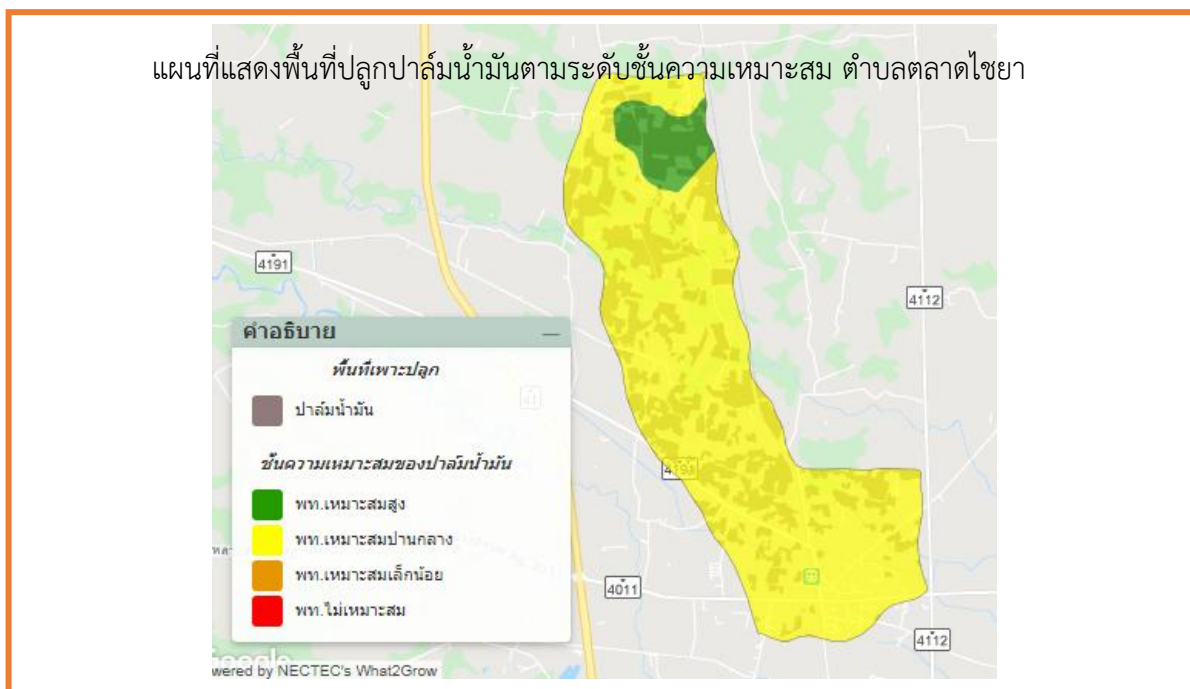 แผนที่แสดงพื้นที่ปลูกปาล์มน้ำมันตามระดับชั้นความเหมาะสม ตำบลตลาดไชยา
4191
4112
คำอธิบาย
พื้นที่เพาะปลูก
41
ปาล์มน้ำมัน
ชั้นความเหมาะสมของปาล์มน้ำมัน
4191
พท.เหมาะสมสูง
พท.เหมาะสมปานกลาง
พท.เหมาะสมเล็กน้อย
4011
พท.ไม่เหมาะสม
4112
Google
wered by NECTEC's What2Grow